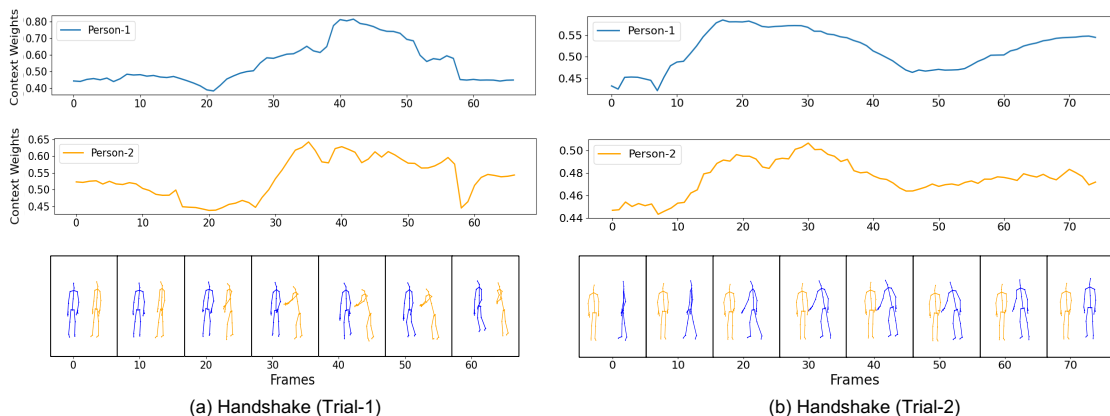 Context Weights
0.80
0.70
0.60
0.50
0.40
Person-1
0 10 20 30 40 50 60
Context Weights
0.65
0.60
0.55
0.50
0.45
Person-2
0 10 20 30 40 50 60
0 10 20 30 40 50 60
Frames
(a) Handshake (Trial-1)
0.55
0.50
0.45
Person-1
0 10 20 30 40 50 60 70
0.50
0.48
0.46
0.44
Person-2
0 10 20 30 40 50 60 70
0 10 20 30 40 50 60 70
Frames
(b) Handshake (Trial-2)